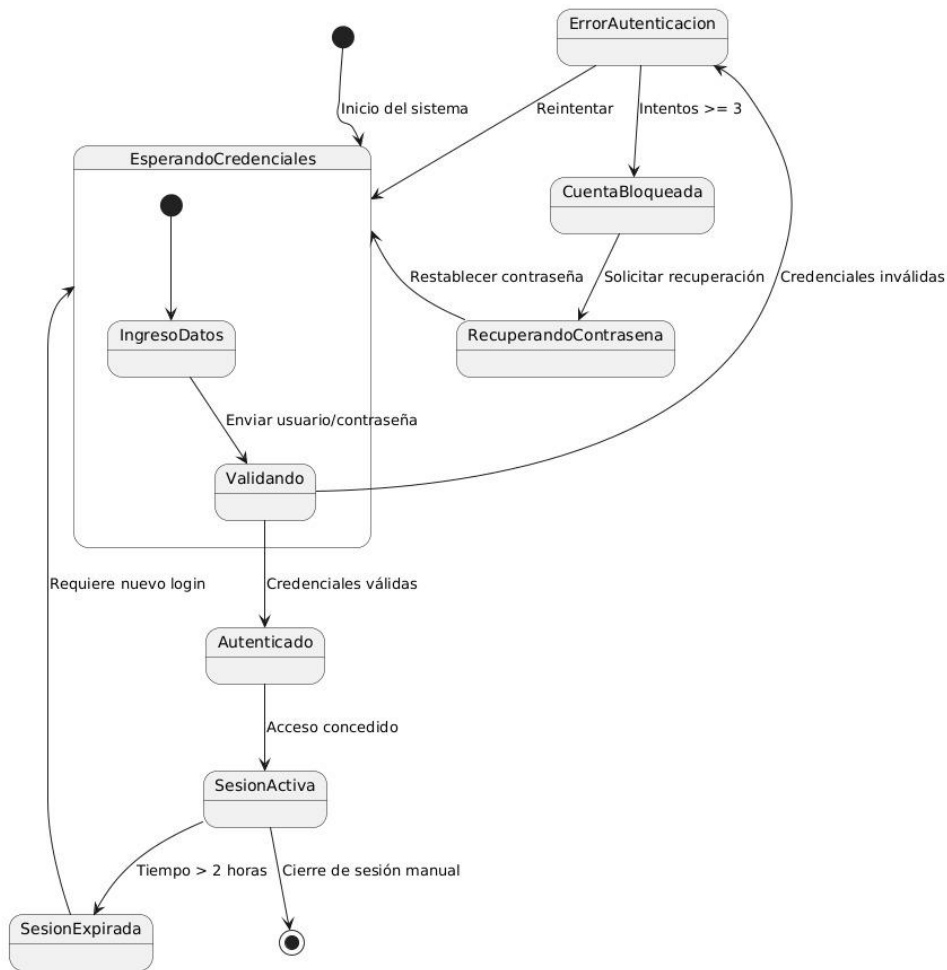 ErrorAutenticacion
Inicio del sistema
Reintentar
Intentos >= 3
EsperandoCredenciales
CuentaBloqueada
Restablecer contraseña
Solicitar recuperación
Credenciales inválidas
IngresoDatos
RecuperandoContrasena
Enviar usuario/contraseña
Validando
Requiere nuevo login
Credenciales válidas
Autenticado
Acceso concedido
SesionActiva
Tiempo > 2 horas
Cierre de sesión manual
SesionExpirada